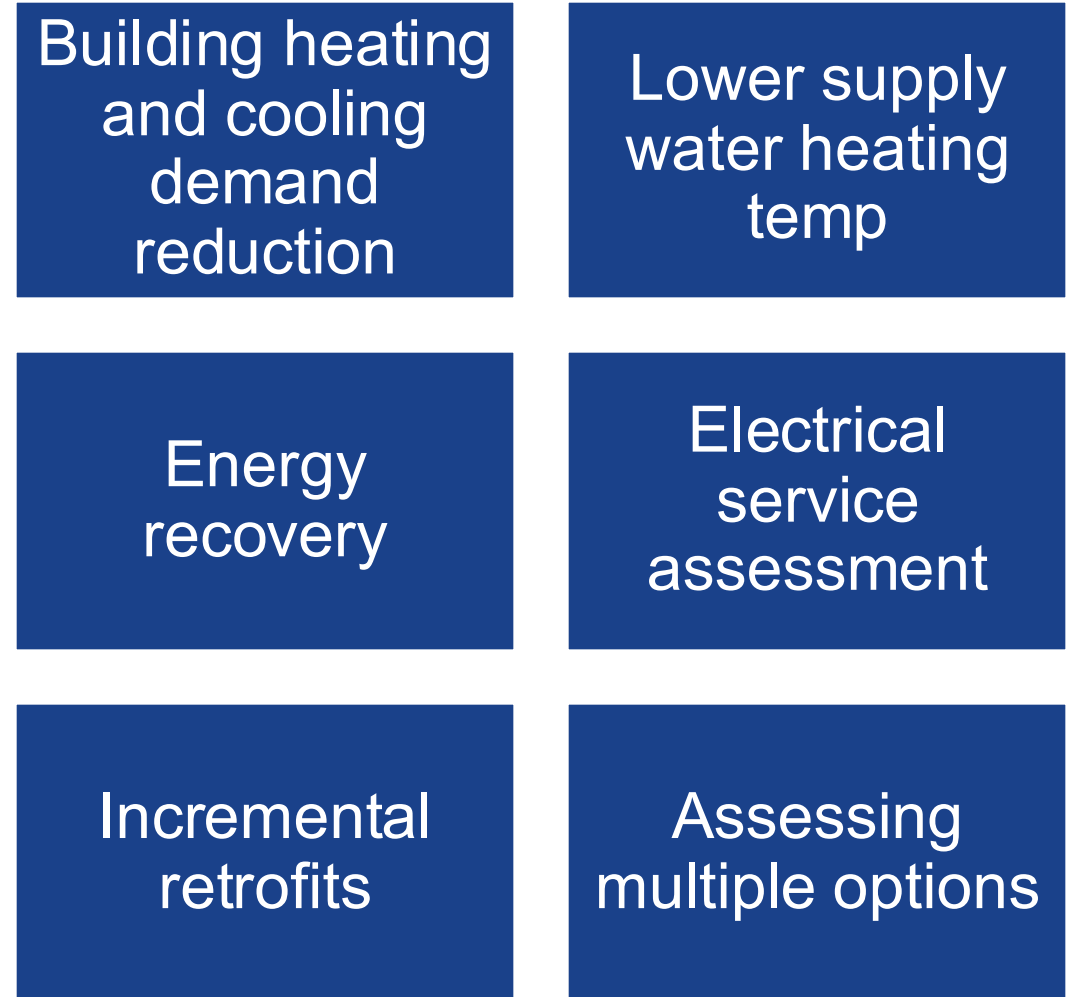 Building heating
and cooling
demand
reduction
Lower supply
water heating
temp
Energy
recovery
Electrical
service
assessment
Incremental
retrofits
Assessing
multiple options